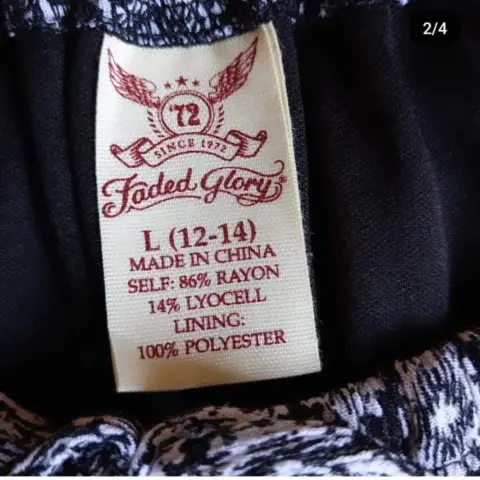 2/4
'72
SINCE 1972
Faded Glory®
L (12-14)
MADE IN CHINA
SELF: 86% RAYON
14% LYOCELL
LINING:
100% POLYESTER